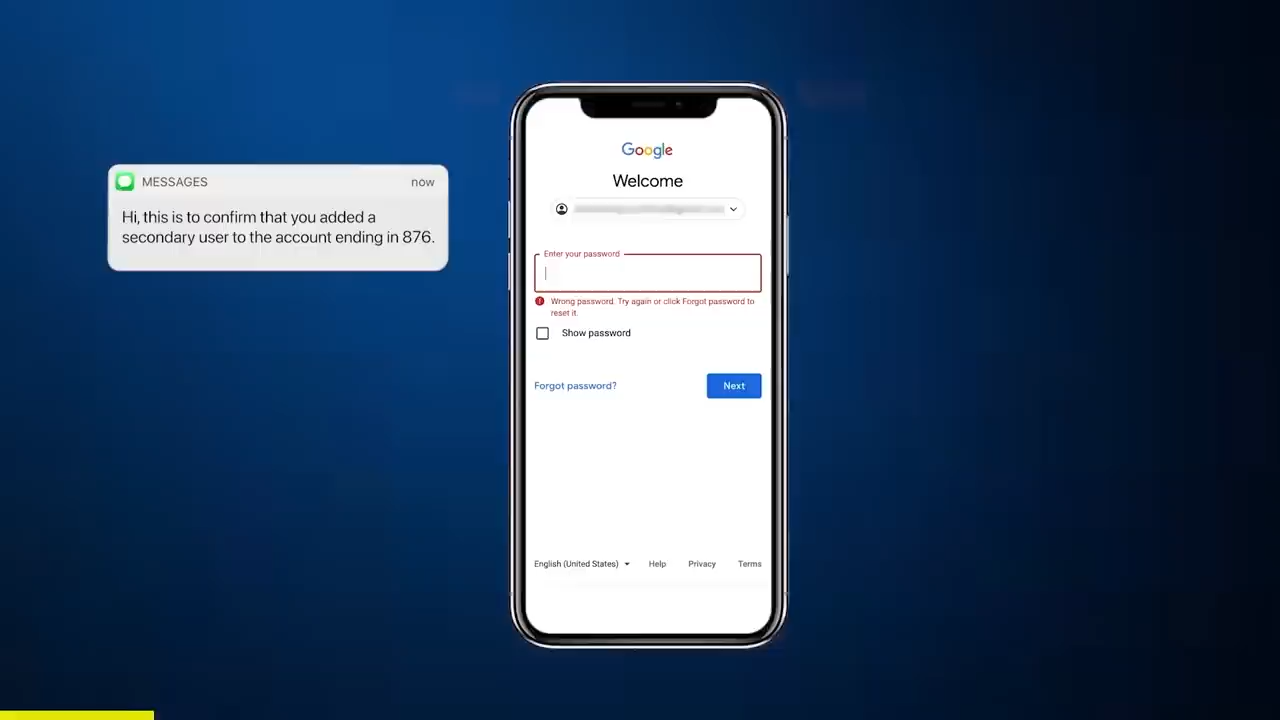 MESSAGES
now
Hi, this is to confirm that you added a
secondary user to the account ending in 876.
Google
Welcome
Enter your password
Wrong password. Try again or click Forgot password to
reset it.
Show password
Forgot password?
Next
English (United States)
Help
Privacy
Terms